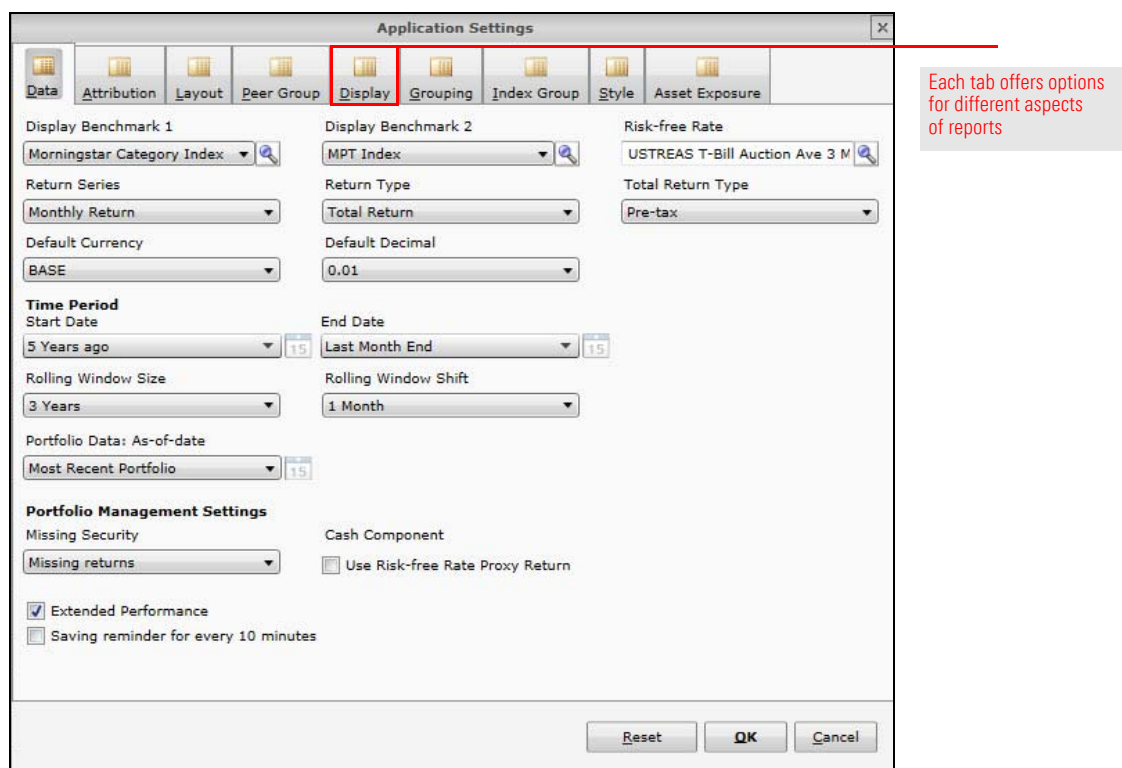 Application Settings
Data Attribution Layout Peer Group Display Grouping Index Group Style Asset Exposure
Each tab offers options
for different aspects
of reports
Display Benchmark 1 Display Benchmark 2 Risk-free Rate
Morningstar Category Index MPT Index USTREAS T-Bill Auction Ave 3 M
Return Series Return Type Total Return Type
Monthly Return Total Return Pre-tax
Default Currency Default Decimal
BASE 0.01
Time Period
Start Date End Date
5 Years ago 15 Last Month End 15
Rolling Window Size Rolling Window Shift
3 Years 1 Month
Portfolio Data: As-of-date
Most Recent Portfolio 15
Portfolio Management Settings
Missing Security Cash Component
Missing returns Use Risk-free Rate Proxy Return
Extended Performance
Saving reminder for every 10 minutes
Reset OK Cancel